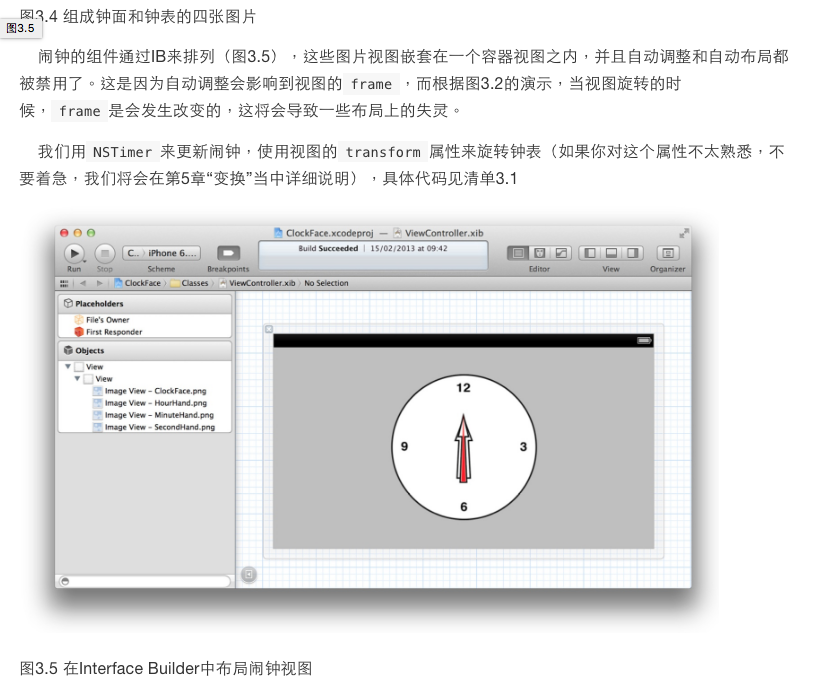 图3.4 组成钟面和钟表的四张图片
图3.5
闹钟的组件通过IB来排列（图3.5），这些图片视图嵌套在一个容器视图之内，并且自动调整和自动布局都
被禁用了。这是因为自动调整会影响到视图的 frame ，而根据图3.2的演示，当视图旋转的时
候， frame 是会发生改变的，这将会导致一些布局上的失灵。
我们用 NSTimer 来更新闹钟，使用视图的 transform 属性来旋转钟表（如果你对这个属性不太熟悉，不
要着急，我们将会在第5章“变换”当中详细说明），具体代码见清单3.1
ClockFace.xcodeproj — ViewController.xib
C.. iPhone 6....
Build Succeeded | 15/02/2013 at 09:42
Run Stop Scheme Breakpoints Editor View Organizer
ClockFace Classes ViewController.xib No Selection
Placeholders
File's Owner
First Responder
Objects
View
View
Image View – ClockFace.png
Image View – HourHand.png
Image View – MinuteHand.png
Image View – SecondHand.png
12
9 3
6
图3.5 在Interface Builder中布局闹钟视图